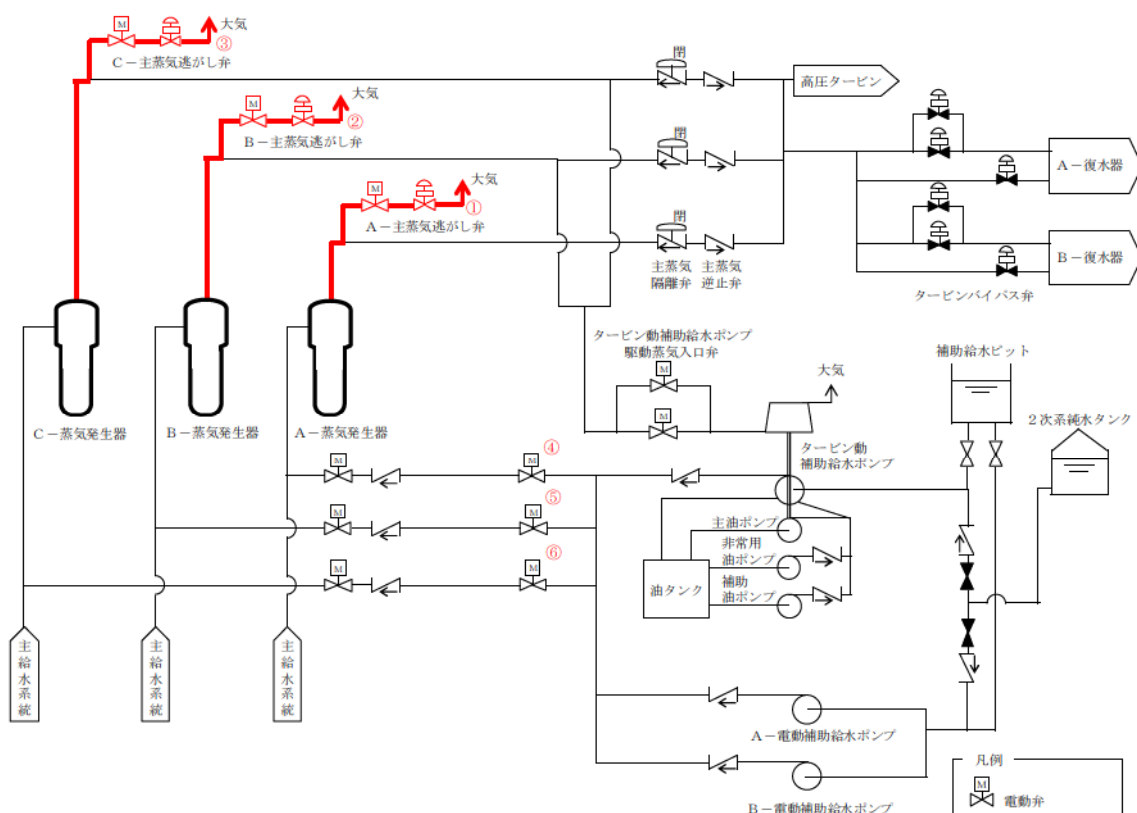 大気
M
③
C－主蒸気逃がし弁
閉
高圧タービン
大気
M
②
B－主蒸気逃がし弁
閉
A－復水器
大気
M
①
A－主蒸気逃がし弁
閉
主蒸気
隔離弁
主蒸気
逆止弁
B－復水器
タービンバイパス弁
タービン動補助給水ポンプ
駆動蒸気入口弁
M
M
大気
補助給水ピット
2次系純水タンク
C－蒸気発生器
B－蒸気発生器
A－蒸気発生器
タービン動
補助給水ポンプ
M
M
④
M
M
⑤
M
M
⑥
主油ポンプ
非常用
油ポンプ
補助
油ポンプ
油タンク
主給水系統
主給水系統
主給水系統
A－電動補助給水ポンプ
B－電動補助給水ポンプ
凡例
M
電動弁